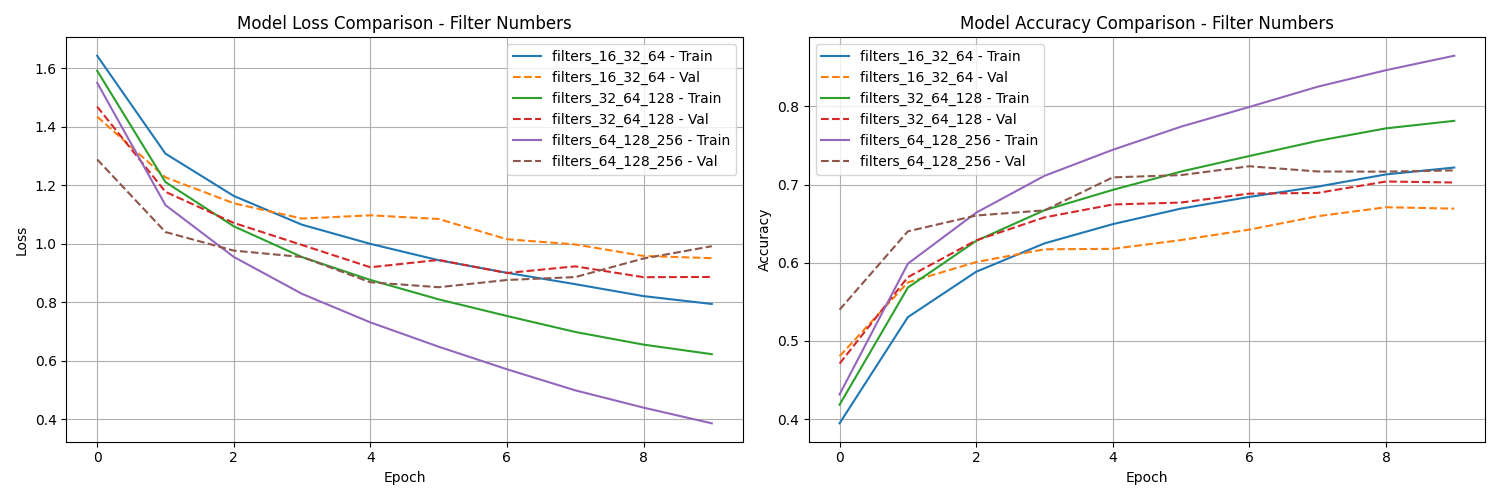 Model Loss Comparison - Filter Numbers
filters_16_32_64 - Train
filters_16_32_64 - Val
filters_32_64_128 - Train
filters_32_64_128 - Val
filters_64_128_256 - Train
filters_64_128_256 - Val
1.6
1.4
1.2
1.0
0.8
0.6
0.4
Loss
0 2 4 6 8
Epoch
Model Accuracy Comparison - Filter Numbers
filters_16_32_64 - Train
filters_16_32_64 - Val
filters_32_64_128 - Train
filters_32_64_128 - Val
filters_64_128_256 - Train
filters_64_128_256 - Val
0.8
0.7
0.6
0.5
0.4
Accuracy
0 2 4 6 8
Epoch